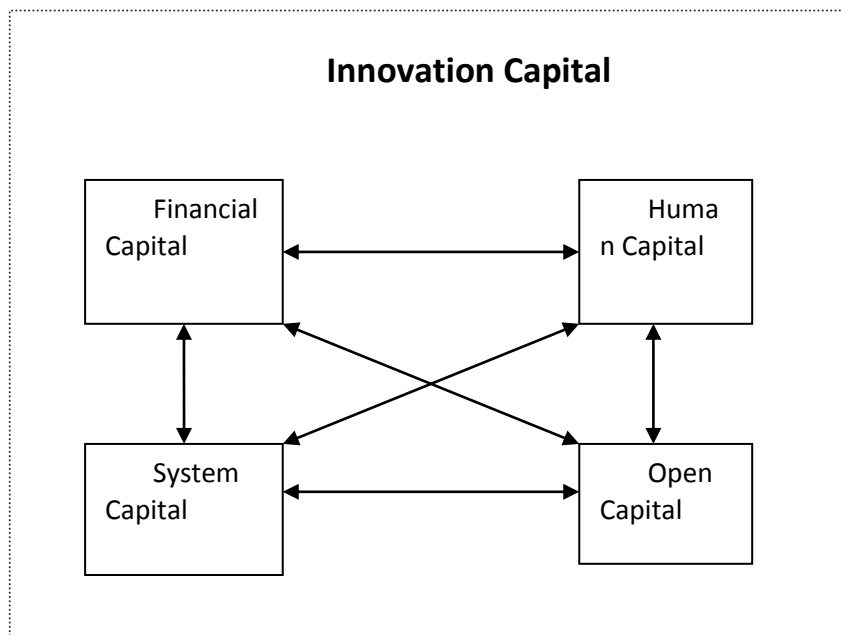 Innovation Capital
Financial
Capital
Huma
n Capital
System
Capital
Open
Capital